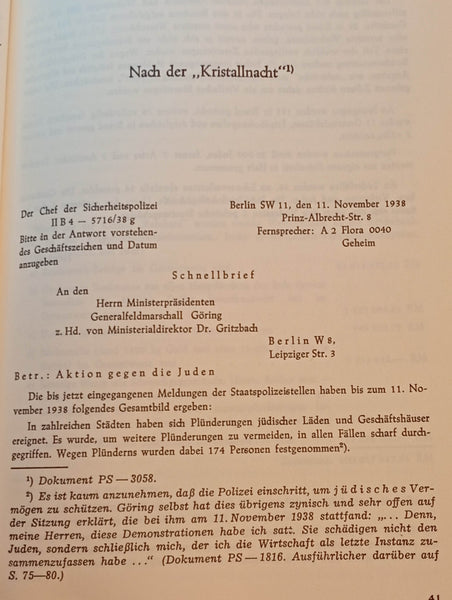 Nach der „Kristallnacht“¹)
Der Chef der Sicherheitspolizei
II B 4 — 5716/38 g
Bitte in der Antwort vorstehen-
des Geschäftszeichen und Datum
anzugeben
Berlin SW 11, den 11. November 1938
Prinz-Albrecht-Str. 8
Fernsprecher: A 2 Flora 0040
Geheim
Schnellbrief
An den
Herrn Ministerpräsidenten
Generalfeldmarschall Göring
z. Hd. von Ministerialdirektor Dr. Gritzbach
Berlin W 8,
Leipziger Str. 3
Betr.: Aktion gegen die Juden
Die bis jetzt eingegangenen Meldungen der Staatspolizeistellen haben bis zum 11. No-
vember 1938 folgendes Gesamtbild ergeben:
In zahlreichen Städten haben sich Plünderungen jüdischer Läden und Geschäftshäuser
ereignet. Es wurde, um weitere Plünderungen zu vermeiden, in allen Fällen scharf durch-
gegriffen. Wegen Plünderns wurden dabei 174 Personen festgenommen²).
¹) Dokument PS — 3058.
²) Es ist kaum anzunehmen, daß die Polizei einschritt, um jüdisches Ver-
mögen zu schützen. Göring selbst hat dies übrigens zynisch und sehr offen auf
der Sitzung erklärt, die bei ihm am 11. November 1938 stattfand: „... Denn,
meine Herren, diese Demonstrationen habe ich satt. Sie schädigen nicht den
Juden, sondern schließlich mich, der ich die Wirtschaft als letzte Instanz zu-
sammenzufassen habe ...“ (Dokument PS — 1816. Ausführlicher darüber auf
S. 75—80.)
41